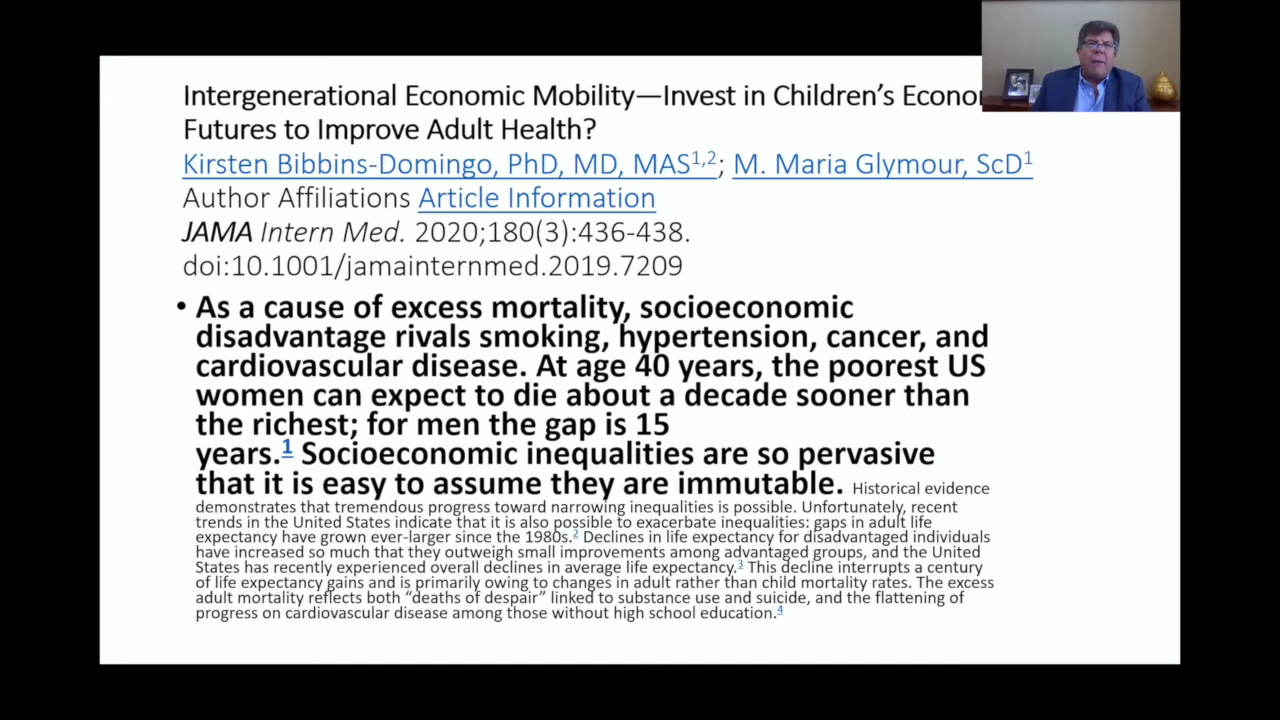 Intergenerational Economic Mobility—Invest in Children's Econo
Futures to Improve Adult Health?
Kirsten Bibbins-Domingo, PhD, MD, MAS1,2; M. Maria Glymour, ScD1
Author Affiliations Article Information
JAMA Intern Med. 2020;180(3):436-438.
doi:10.1001/jamainternmed.2019.7209
• As a cause of excess mortality, socioeconomic
disadvantage rivals smoking, hypertension, cancer, and
cardiovascular disease. At age 40 years, the poorest US
women can expect to die about a decade sooner than
the richest; for men the gap is 15
years.1 Socioeconomic inequalities are so pervasive
that it is easy to assume they are immutable. Historical evidence
demonstrates that tremendous progress toward narrowing inequalities is possible. Unfortunately, recent
trends in the United States indicate that it is also possible to exacerbate inequalities: gaps in adult life
expectancy have grown ever-larger since the 1980s.2 Declines in life expectancy for disadvantaged individuals
have increased so much that they outweigh small improvements among advantaged groups, and the United
States has recently experienced overall declines in average life expectancy.3 This decline interrupts a century
of life expectancy gains and is primarily owing to changes in adult rather than child mortality rates. The excess
adult mortality reflects both “deaths of despair” linked to substance use and suicide, and the flattening of
progress on cardiovascular disease among those without high school education.4